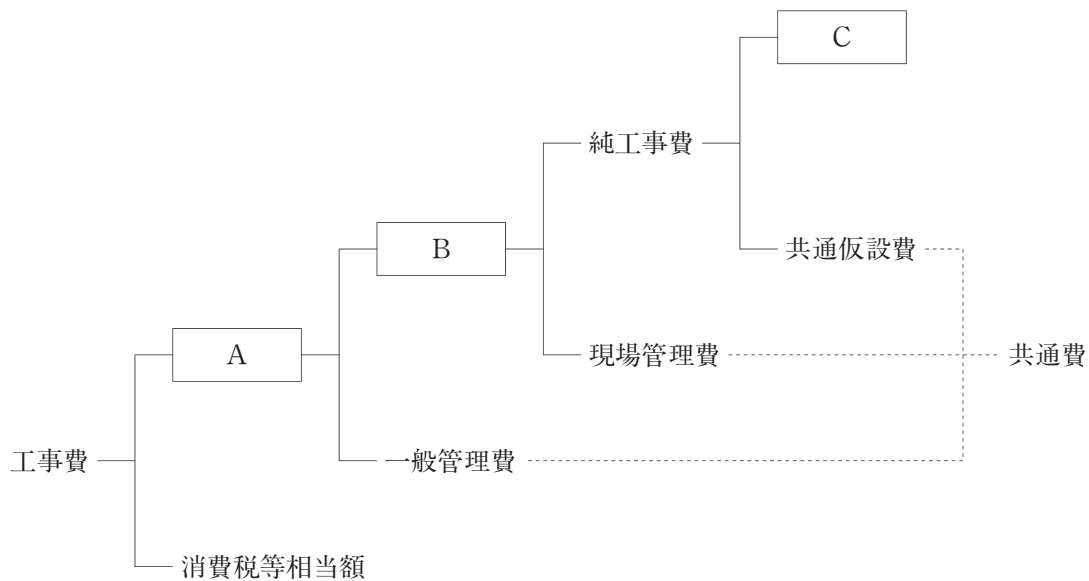 C
純工事費
B
共通仮設費
A
現場管理費
共通費
工事費
一般管理費
消費税等相当額